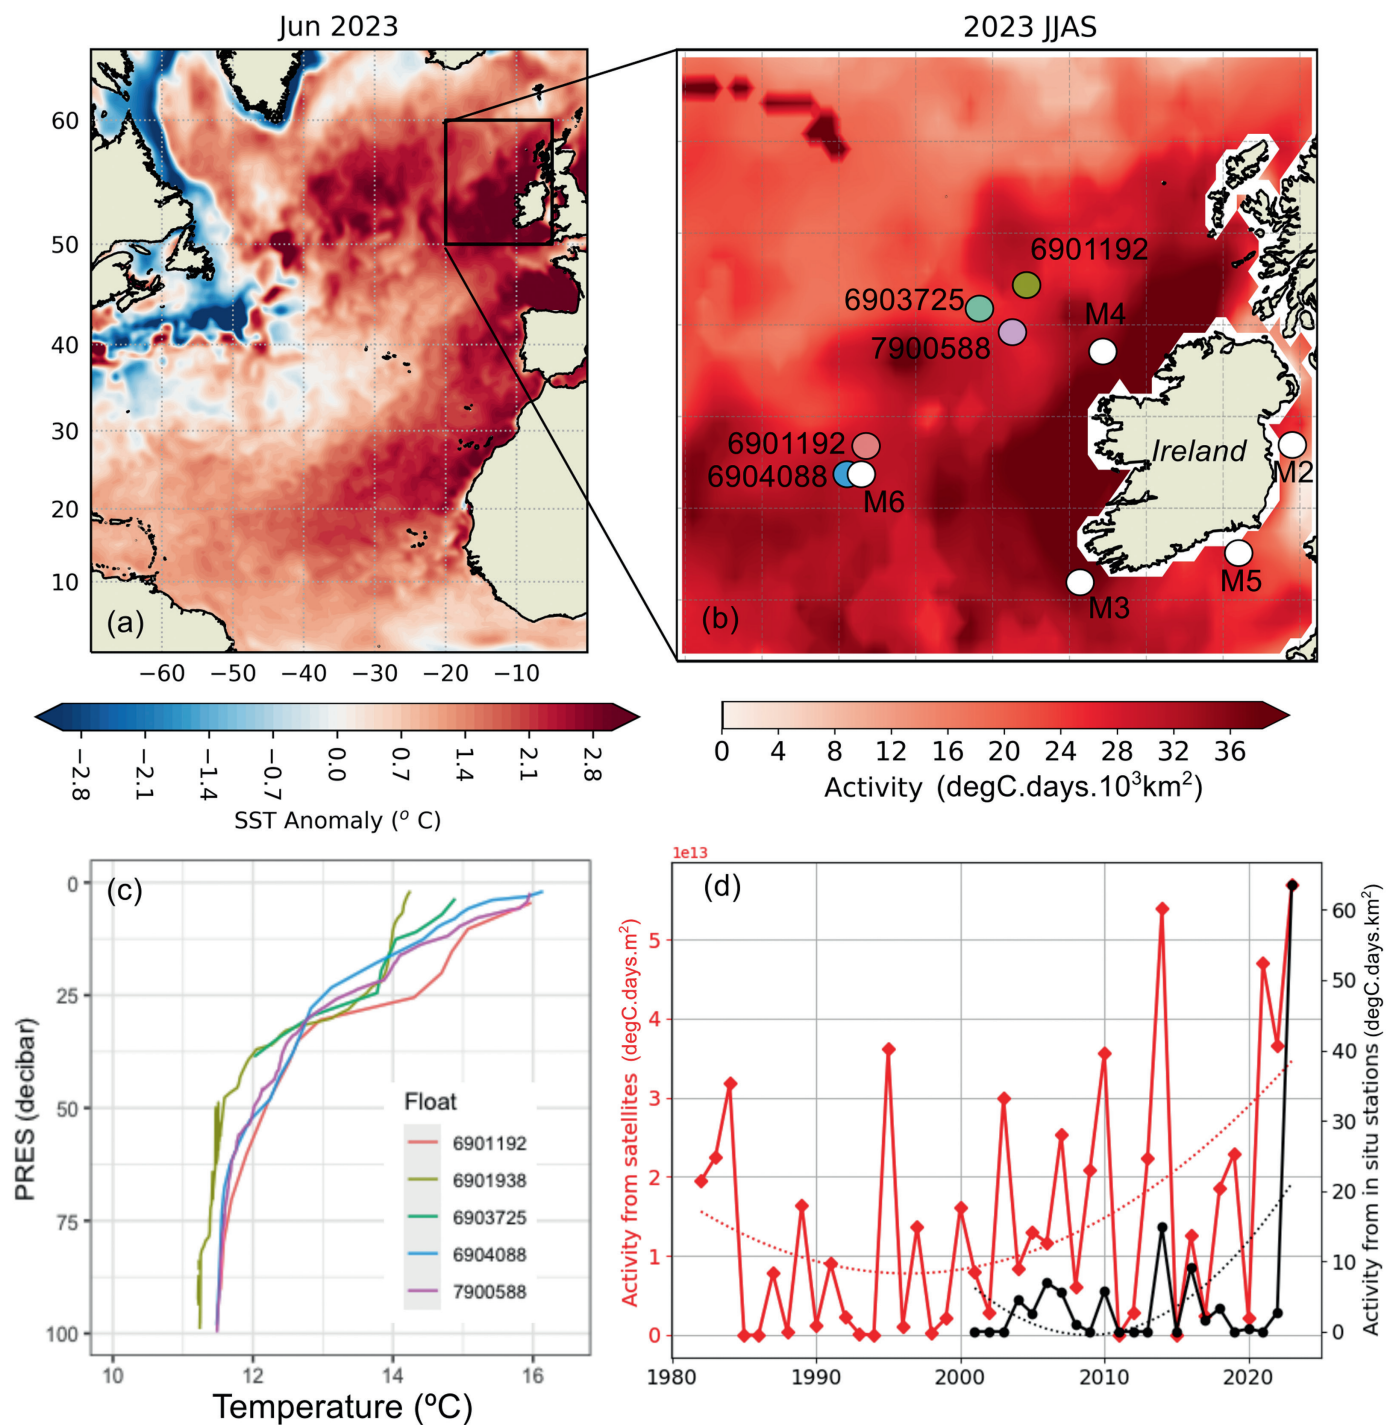 Jun 2023
2023 JJAS
60
50
40
30
20
10
−60
−50
−40
−30
−20
−10
(a)
6901192
6903725
M4
7900588
6901192
Ireland
6904088
M6
M2
M5
M3
(b)
−2.8
−2.1
−1.4
−0.7
0.0
0.7
1.4
2.1
2.8
SST Anomaly (° C)
0 4 8 12 16 20 24 28 32 36
Activity (degC.days.10³km²)
(c)
PRES (decibar)
0
25
50
75
100
10 12 14 16
Temperature (ºC)
Float
6901192
6901938
6903725
6904088
7900588
(d)
1e13
Activity from satellites (degC.days.m²)
5
4
3
2
1
0
1980 1990 2000 2010 2020
60
50
40
30
20
10
0
Activity from in situ stations (degC.days.km²)